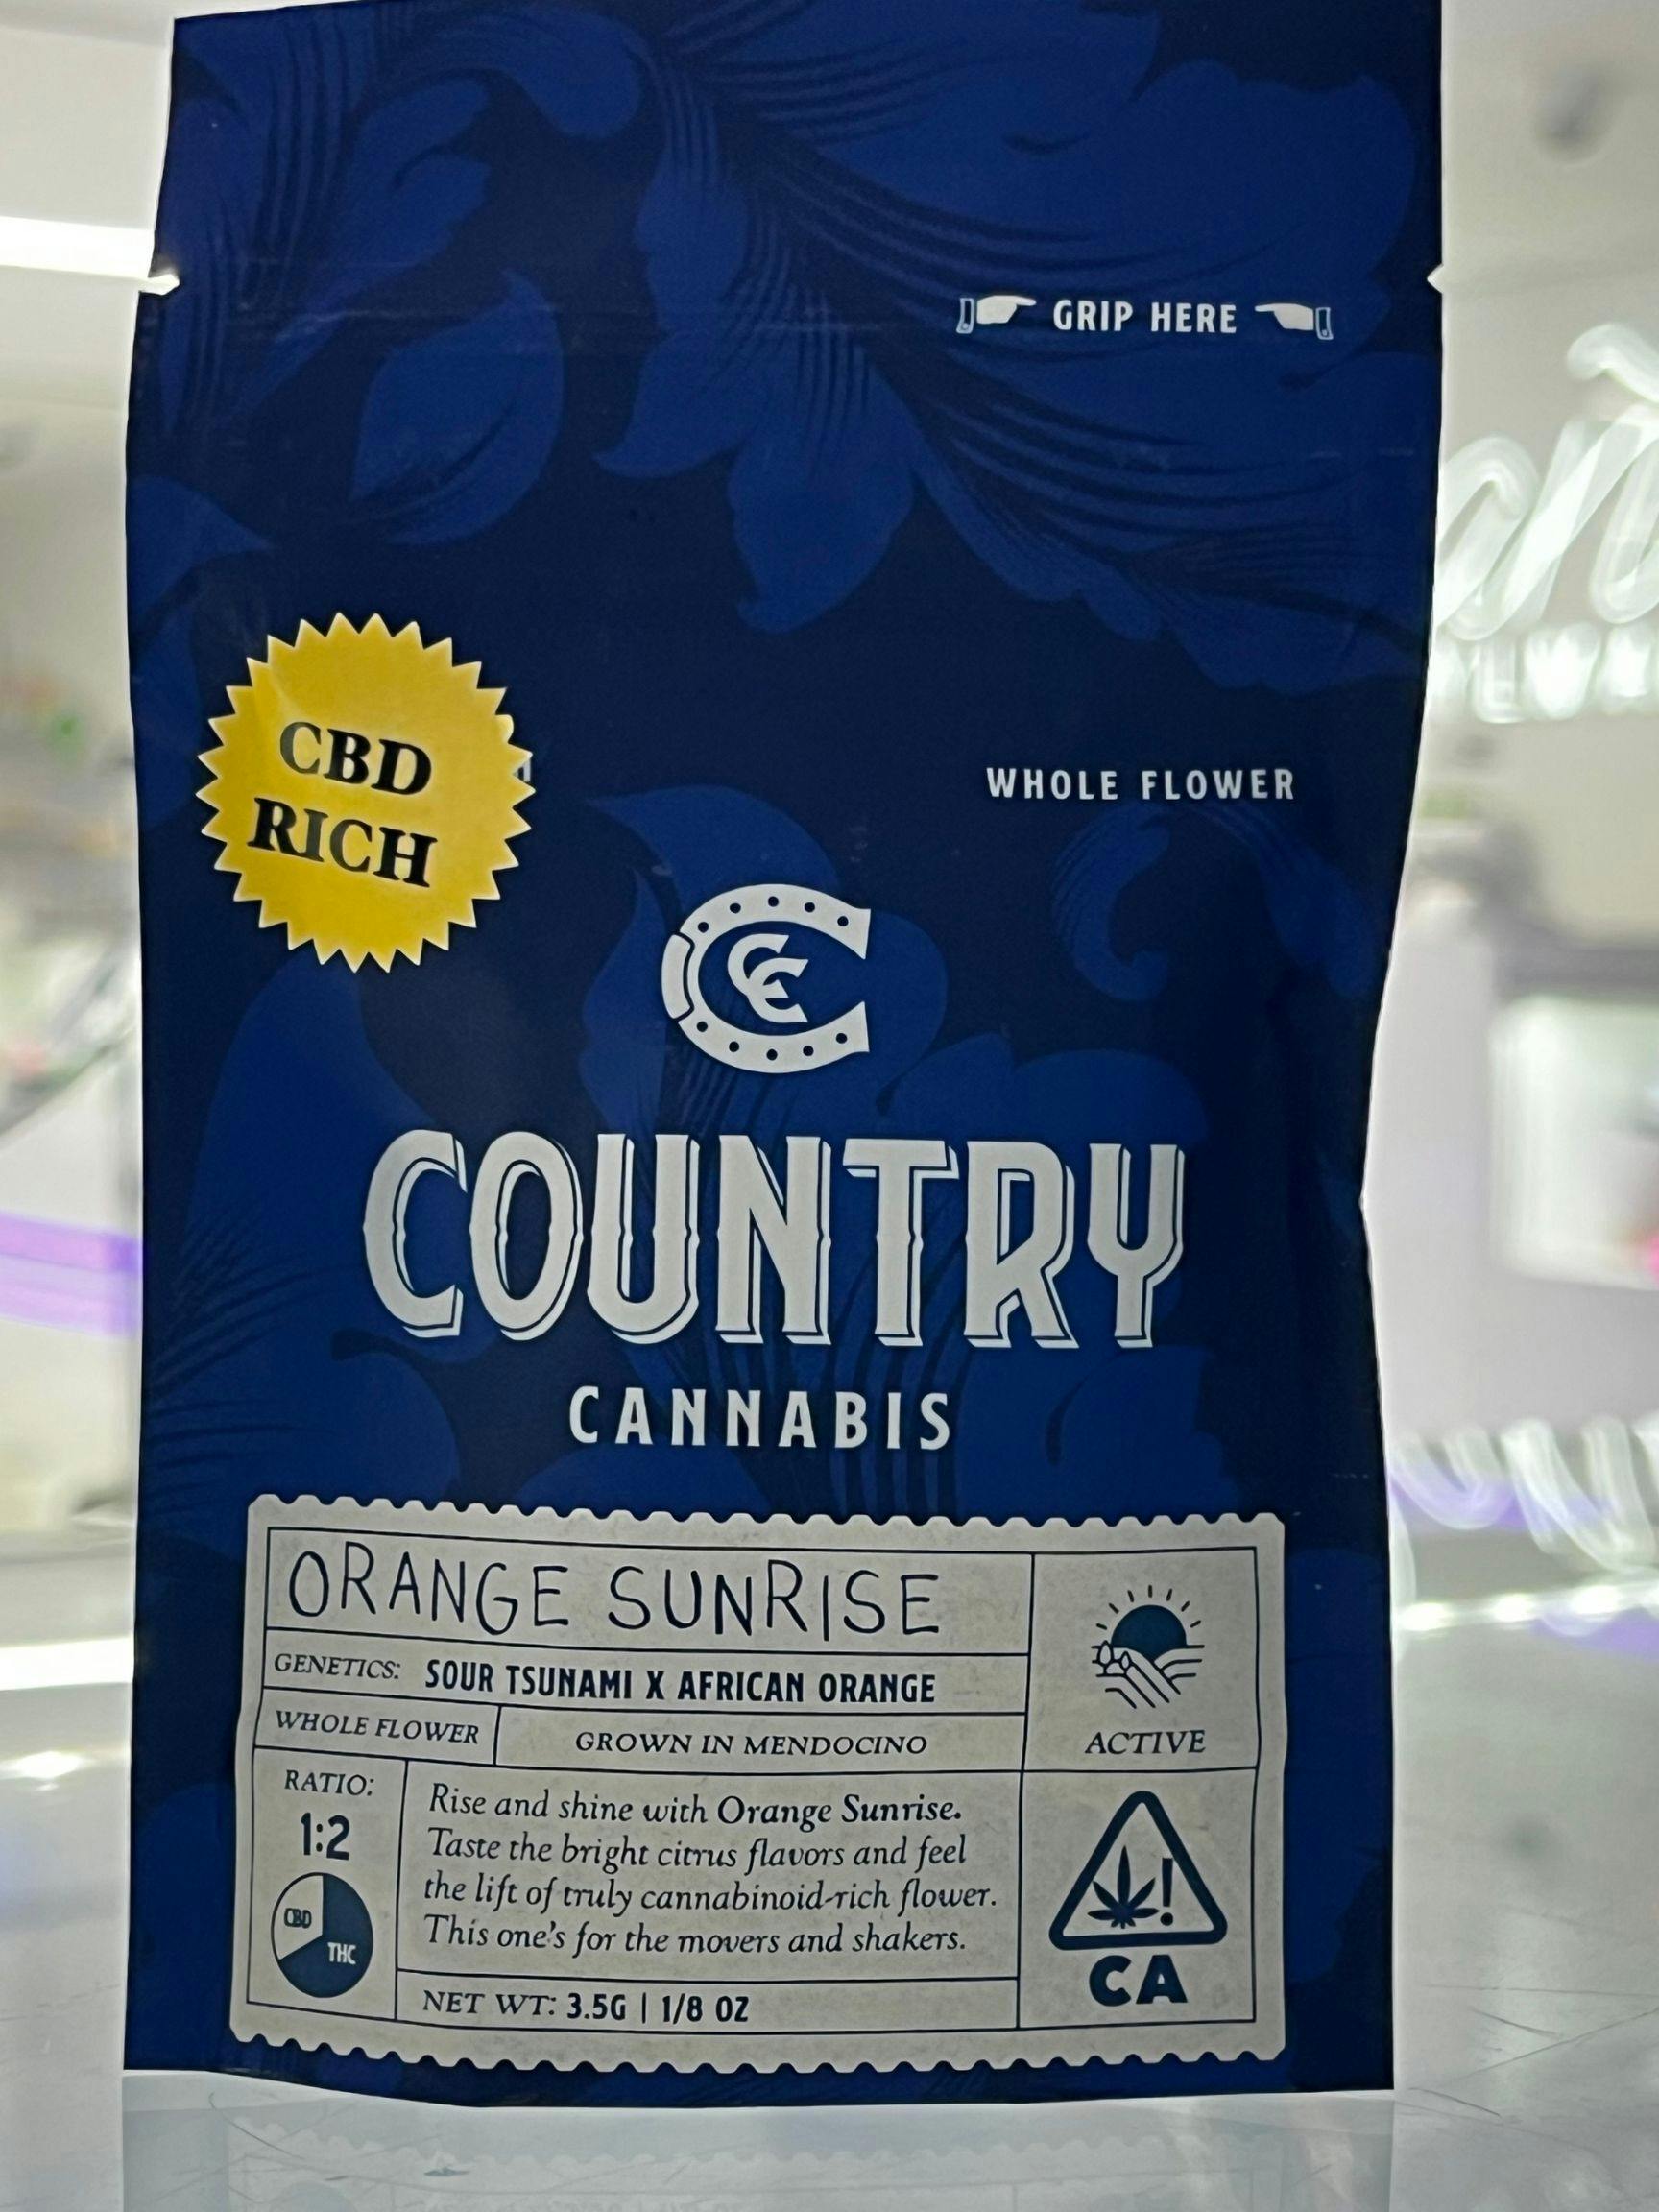 GRIP HERE
CBD
RICH
WHOLE FLOWER
CC
COUNTRY
CANNABIS
ORANGE SUNRISE
GENETICS: SOUR TSUNAMI X AFRICAN ORANGE
WHOLE FLOWER
GROWN IN MENDOCINO
ACTIVE
RATIO:
1:2
CBD
THC
Rise and shine with Orange Sunrise.
Taste the bright citrus flavors and feel
the lift of truly cannabinoid-rich flower.
This one's for the movers and shakers.
NET WT: 3.5G | 1/8 OZ
!
CA